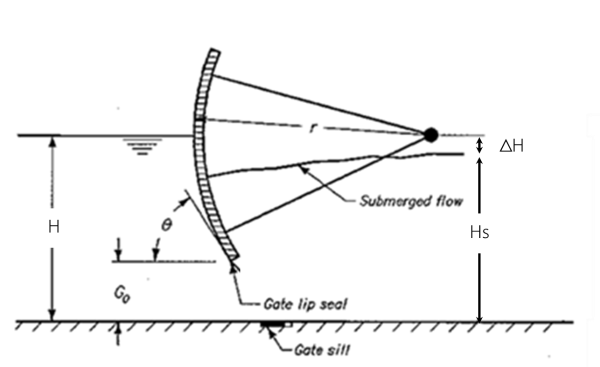 r
ΔH
Submerged flow
H
θ
Hs
G₀
Gate lip seal
Gate sill